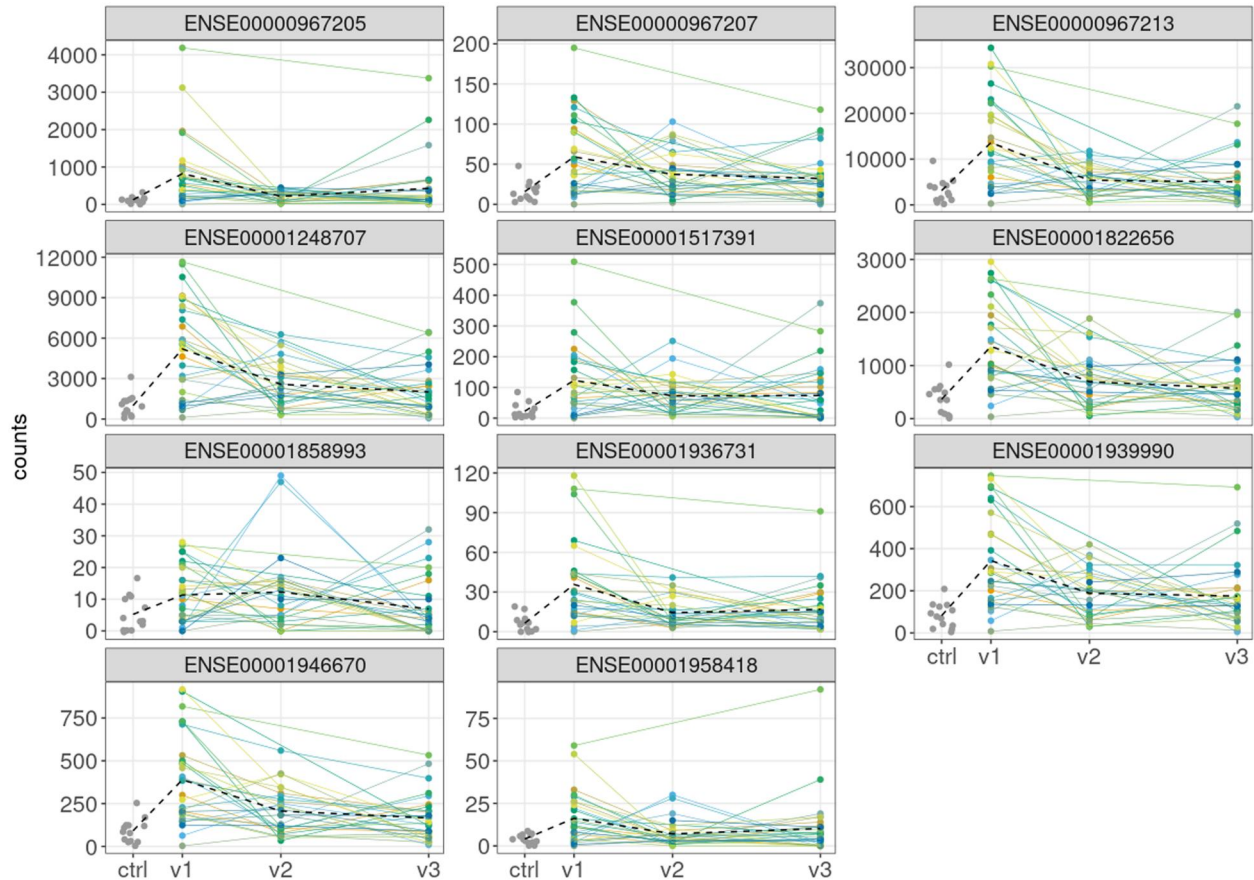 ENSE00000967205 ENSE00000967207 ENSE00000967213
4000 200 30000
3000 150 20000
2000 100 10000
1000 50 0
0 0
ENSE00001248707 ENSE00001517391 ENSE00001822656
12000 500 3000
9000 400 2000
6000 300 1000
3000 200 0
0 100
0
counts
ENSE00001858993 ENSE00001936731 ENSE00001939990
50 120 600
40 90 400
30 60 200
20 30 0
10 0
0
ctrl v1 v2 v3
ENSE00001946670 ENSE00001958418
750 75
500 50
250 25
0 0
ctrl v1 v2 v3 ctrl v1 v2 v3